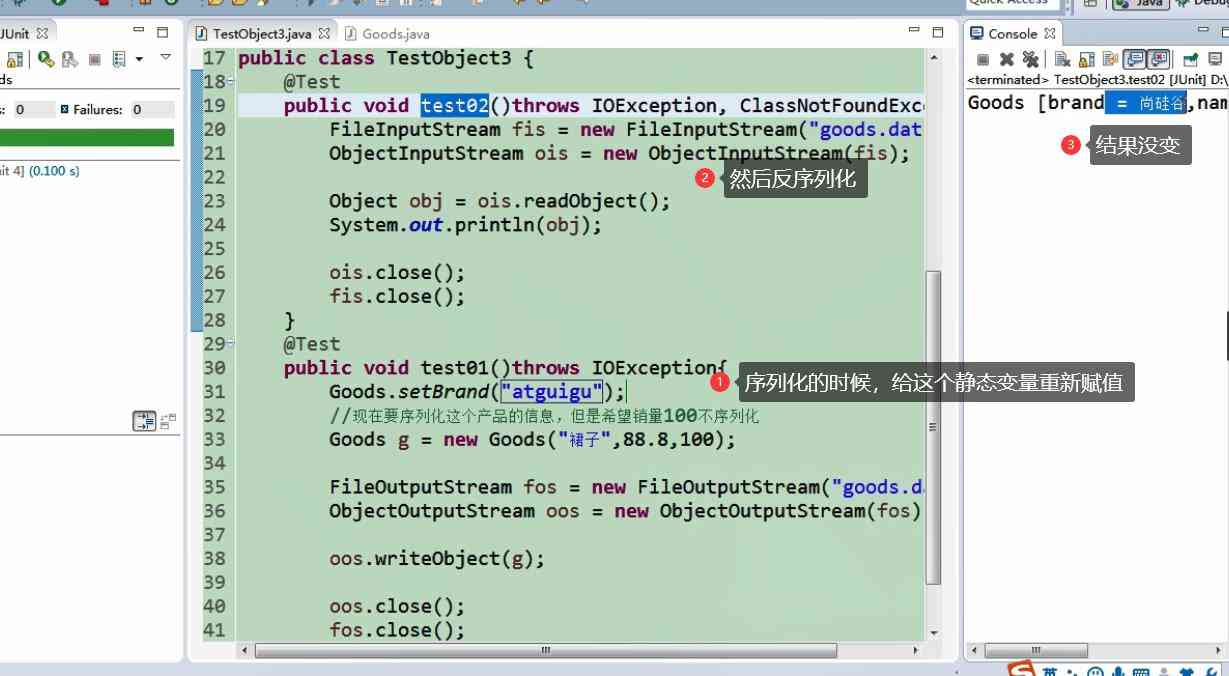 Quick Access
Java
Debug
JUnit
TestObject3.java
Goods.java
Console
ds
s: 0
Failures: 0
nit 4] (0.100 s)
17 public class TestObject3 {
18 @Test
19 public void test02()throws IOException, ClassNotFoundExc
20 FileInputStream fis = new FileInputStream("goods.dat
21 ObjectInputStream ois = new ObjectInputStream(fis);
22
2 然后反序列化
23 Object obj = ois.readObject();
24 System.out.println(obj);
25
26 ois.close();
27 fis.close();
28 }
29 @Test
30 public void test01()throws IOException{
1 序列化的时候，给这个静态变量重新赋值
31 Goods.setBrand("atguigu");
32 //现在要序列化这个产品的信息，但是希望销量100不序列化
33 Goods g = new Goods("裙子",88.8,100);
34
35 FileOutputStream fos = new FileOutputStream("goods.d
36 ObjectOutputStream oos = new ObjectOutputStream(fos)
37
38 oos.writeObject(g);
39
40 oos.close();
41 fos.close();
<terminated> TestObject3.test02 [JUnit] D:\
Goods [brand = 尚硅谷,nam
3 结果没变
英